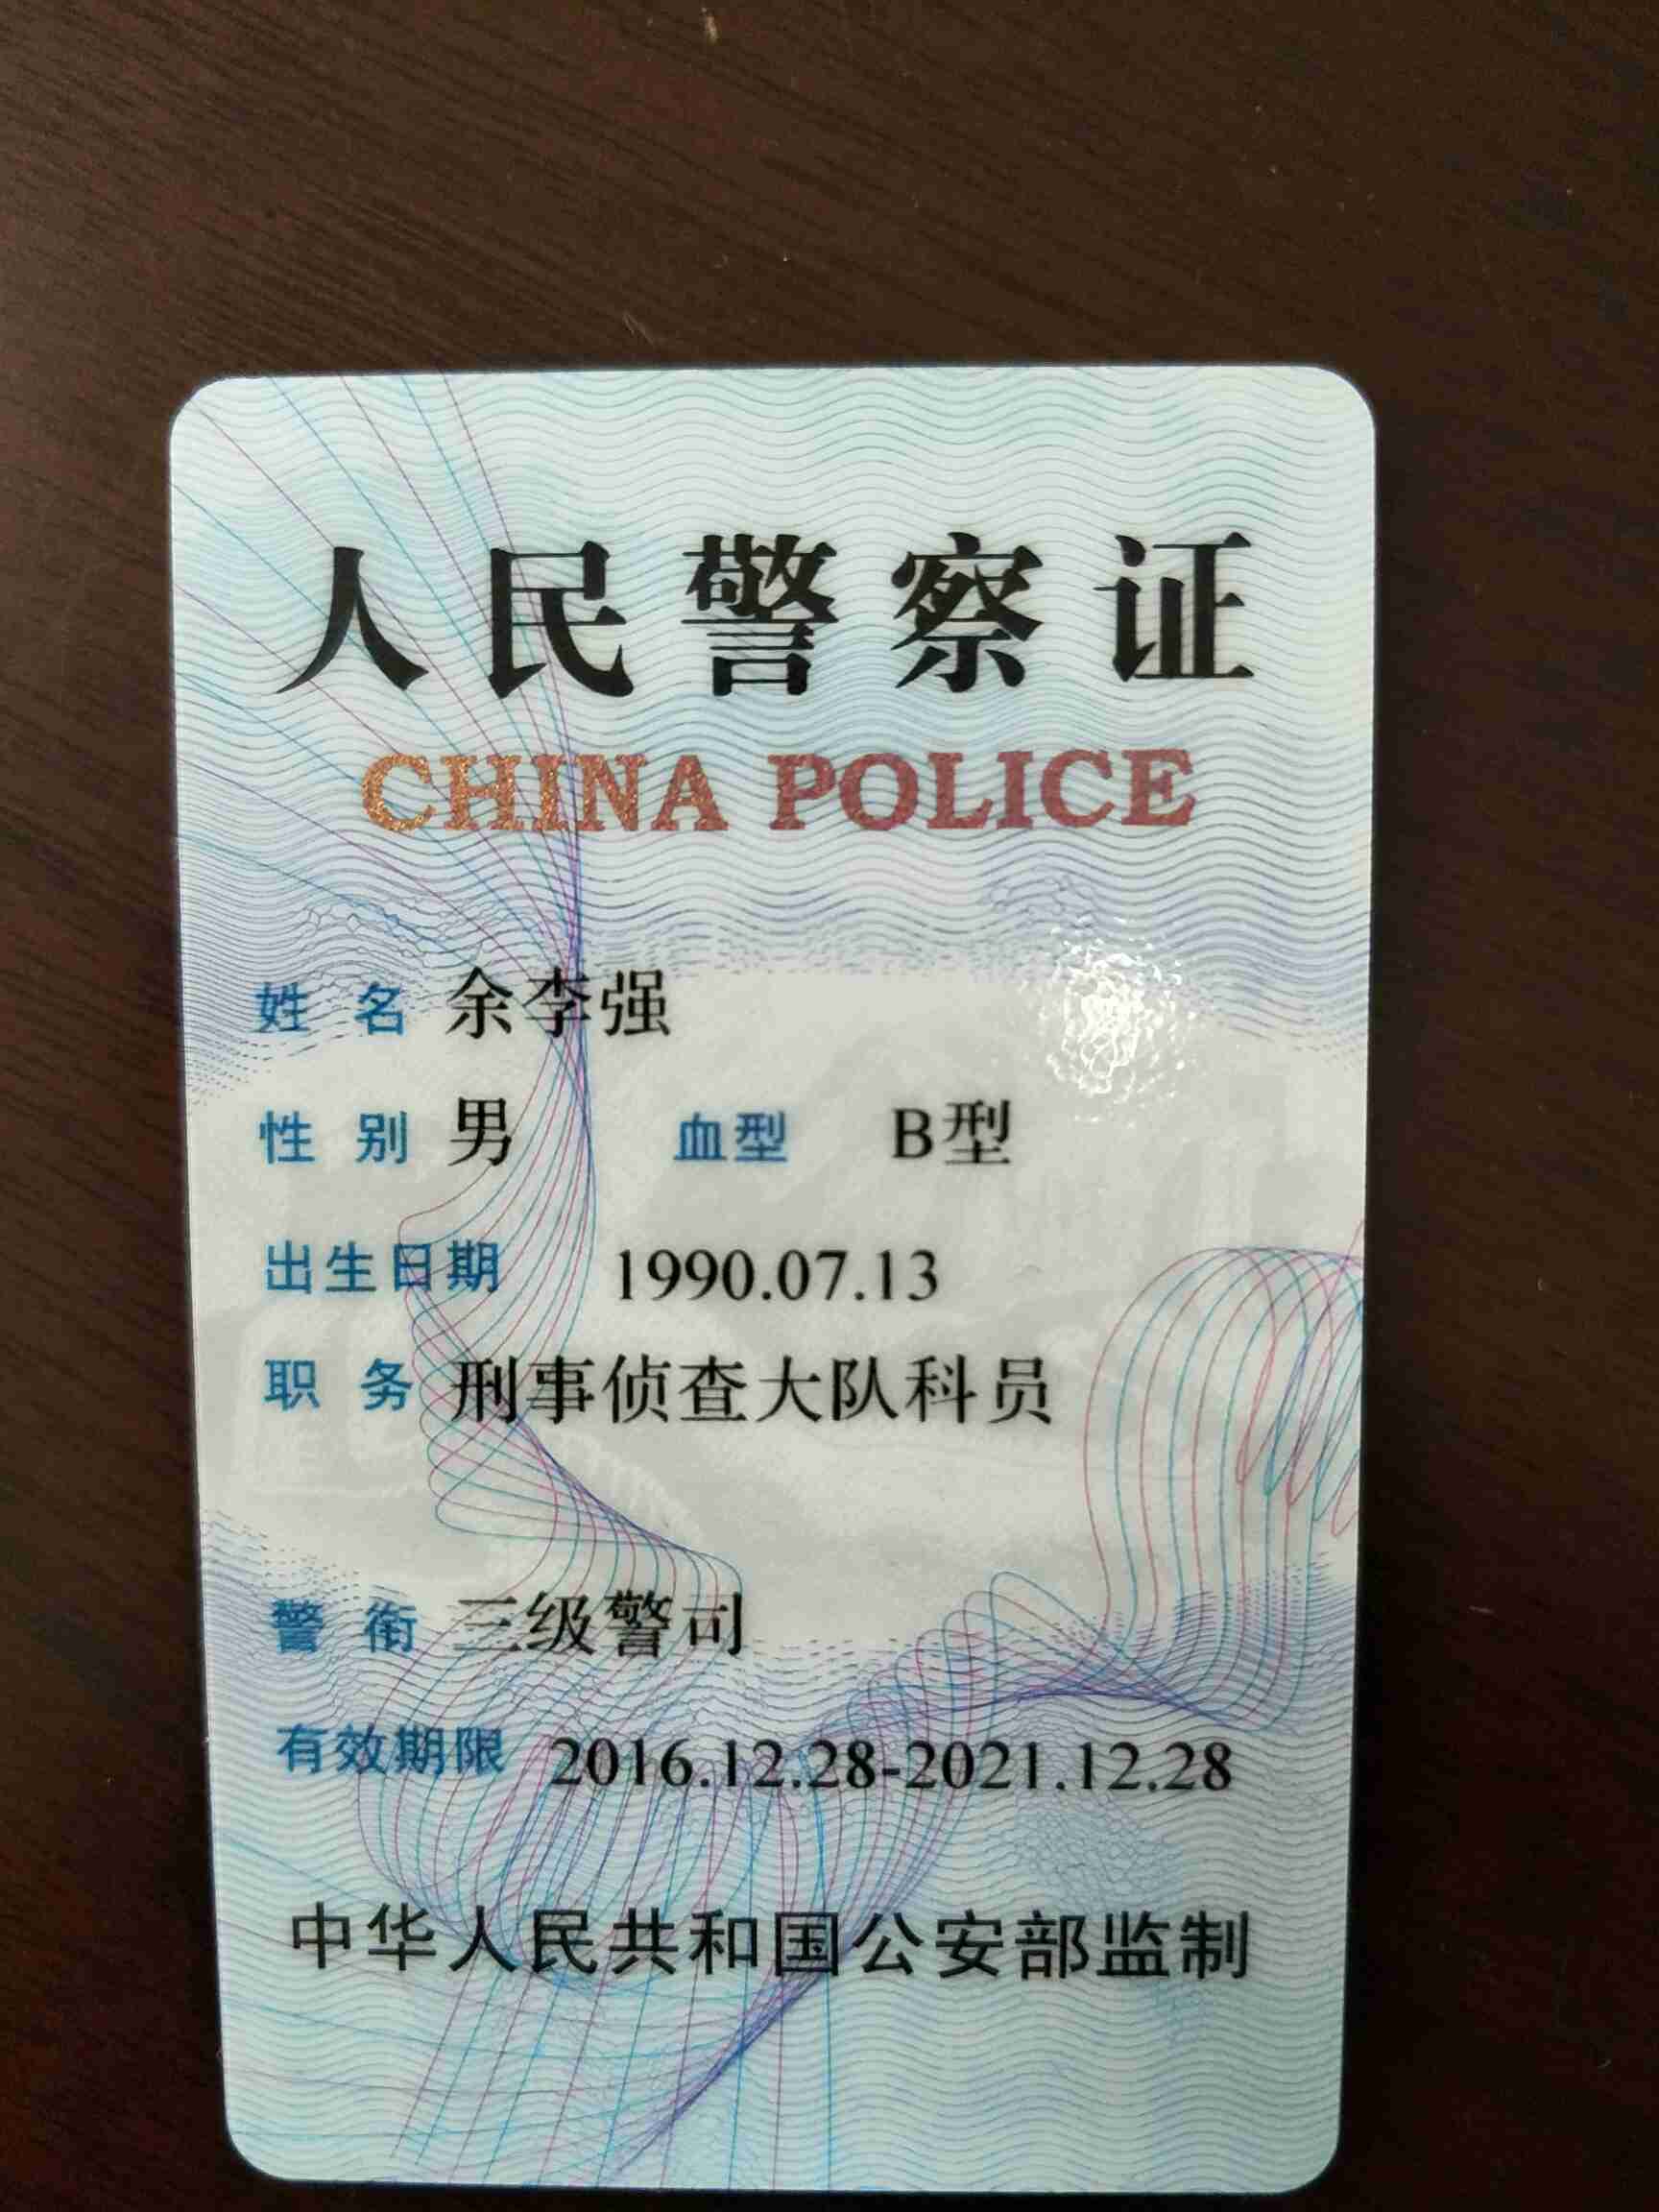 人民警察证
CHINA POLICE
姓名 余李强
性别 男 血型 B型
出生日期 1990.07.13
职务 刑事侦查大队科员
警衔 三级警司
有效期限 2016.12.28-2021.12.28
中华人民共和国公安部监制